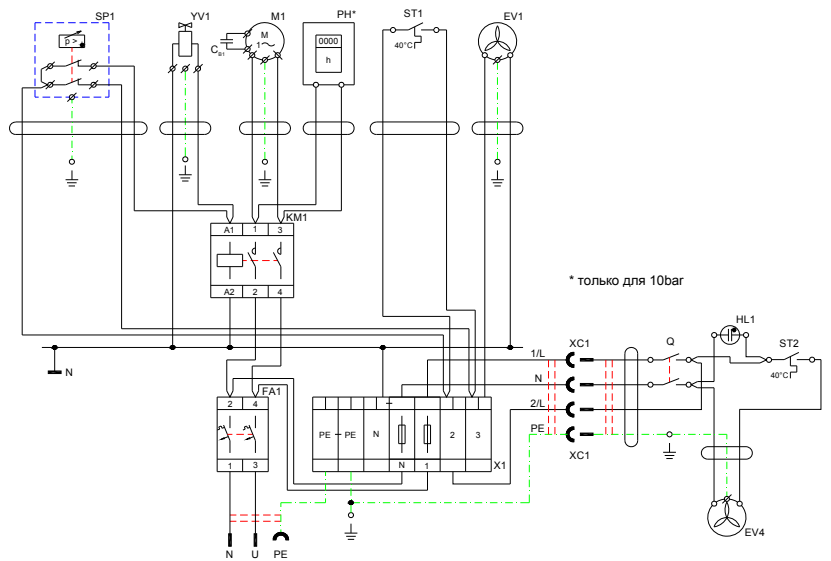 SP1 YV1 M1 PH* ST1 EV1
p >
C B1
M
1 ~
0000
h
40°C
KM1
A1 1 3
A2 2 4
* только для 10bar
N
HL1
1/L XC1 Q ST2
N
40°C
2/L
PE
XC1
2 4 FA1
PE PE N 2 3
1 3
N 1 X1
EV4
N U PE